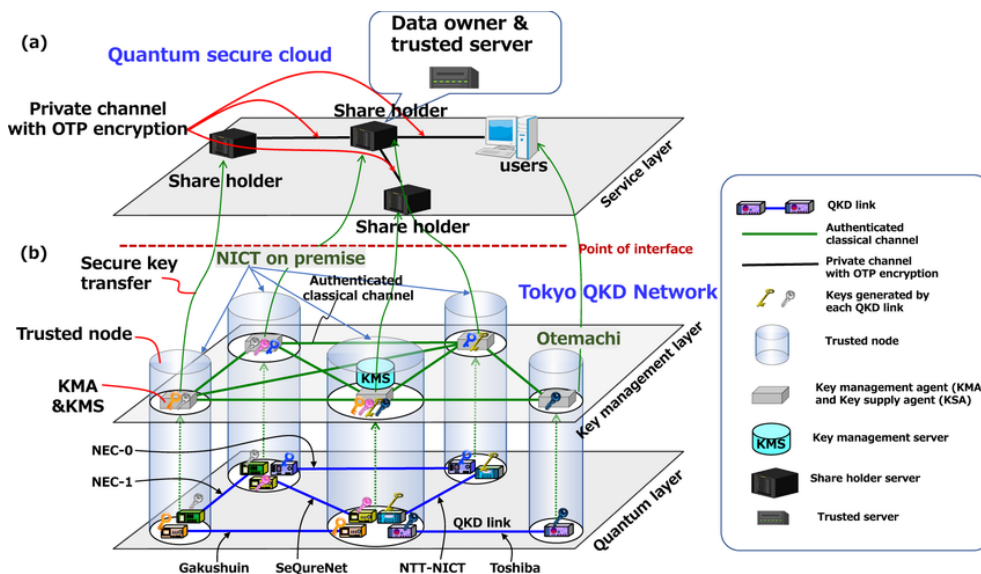 (a)
Quantum secure cloud
Data owner &
trusted server
Private channel
with OTP encryption
Share holder
Share holder
users
Share holder
Service layer
Point of interface
(b)
NICT on premise
Secure key
transfer
Authenticated
classical channel
Tokyo QKD Network
Trusted node
Otemachi
KMS
KMA
&KMS
Key management layer
NEC-0
NEC-1
QKD link
Quantum layer
Gakushuin
SeQureNet
NTT-NICT
Toshiba
QKD link
Authenticated
classical channel
Private channel
with OTP encryption
Keys generated by
each QKD link
Trusted node
Key management agent (KMA)
and Key supply agent (KSA)
KMS
Key management server
Share holder server
Trusted server